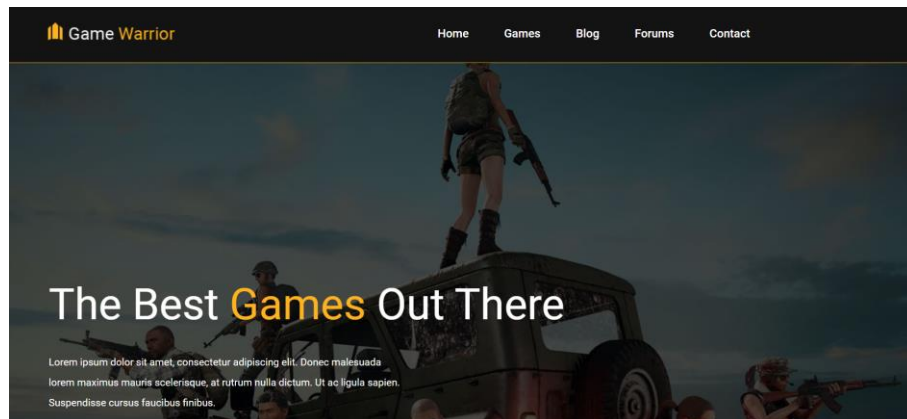 Game Warrior
Home Games Blog Forums Contact
The Best Games Out There
Lorem ipsum dolor sit amet, consectetur adipiscing elit. Donec malesuada
lorem maximus mauris scelerisque, at rutrum nulla dictum. Ut ac ligula sapien.
Suspendisse cursus faucibus finibus.